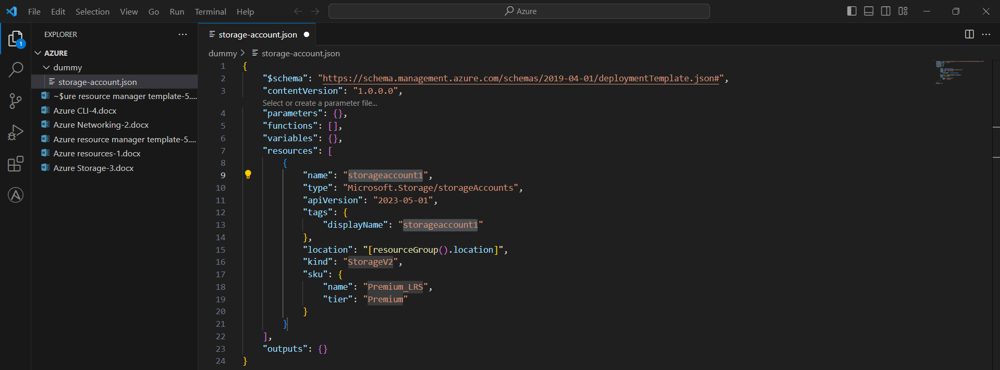 File Edit Selection View Go Run Terminal Help
Azure
EXPLORER
1
AZURE
dummy
storage-account.json
~$ure resource manager template-5....
Azure CLI-4.docx
Azure Networking-2.docx
Azure resource manager template-5....
Azure resources-1.docx
Azure Storage-3.docx
storage-account.json
dummy > storage-account.json
1 {
2 "$schema": "https://schema.management.azure.com/schemas/2019-04-01/deploymentTemplate.json#",
3 "contentVersion": "1.0.0.0",
Select or create a parameter file...
4 "parameters": {},
5 "functions": [],
6 "variables": {},
7 "resources": [
8 {
9 "name": "storageaccount1",
10 "type": "Microsoft.Storage/storageAccounts",
11 "apiVersion": "2023-05-01",
12 "tags": {
13 "displayName": "storageaccount1"
14 },
15 "location": "[resourceGroup().location]",
16 "kind": "StorageV2",
17 "sku": {
18 "name": "Premium_LRS",
19 "tier": "Premium"
20 }
21 }
22 ],
23 "outputs": {}
24 }